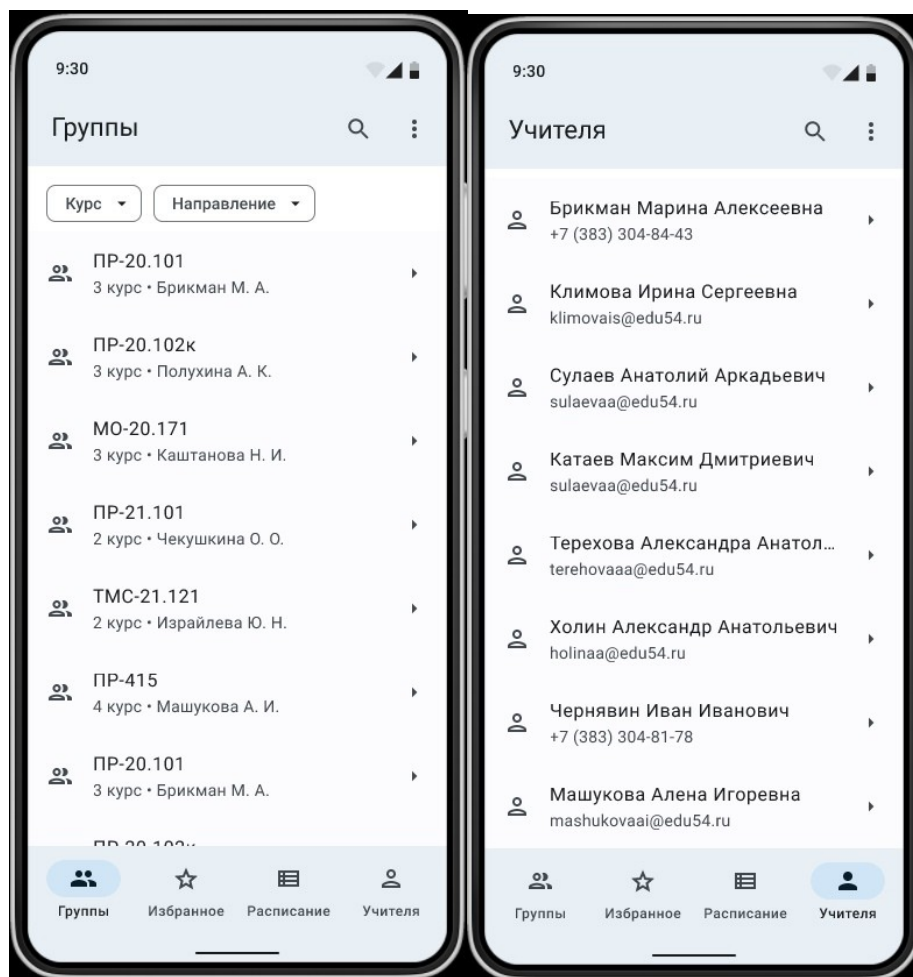 9:30
Группы
Курс
Направление
ПР-20.101
3 курс • Брикман М. А.
ПР-20.102к
3 курс • Полухина А. К.
МО-20.171
3 курс • Каштанова Н. И.
ПР-21.101
2 курс • Чекушкина О. О.
ТМС-21.121
2 курс • Израйлева Ю. Н.
ПР-415
4 курс • Машукова А. И.
ПР-20.101
3 курс • Брикман М. А.
ПР-20.102к
Группы
Избранное
Расписание
Учителя
9:30
Учителя
Брикман Марина Алексеевна
+7 (383) 304-84-43
Климова Ирина Сергеевна
klimovais@edu54.ru
Сулаев Анатолий Аркадьевич
sulaevaa@edu54.ru
Катаев Максим Дмитриевич
sulaevaa@edu54.ru
Терехова Александра Анатол...
terehovaaa@edu54.ru
Холин Александр Анатольевич
holinaa@edu54.ru
Чернявин Иван Иванович
+7 (383) 304-81-78
Машукова Алена Игоревна
mashukovaai@edu54.ru
Группы
Избранное
Расписание
Учителя